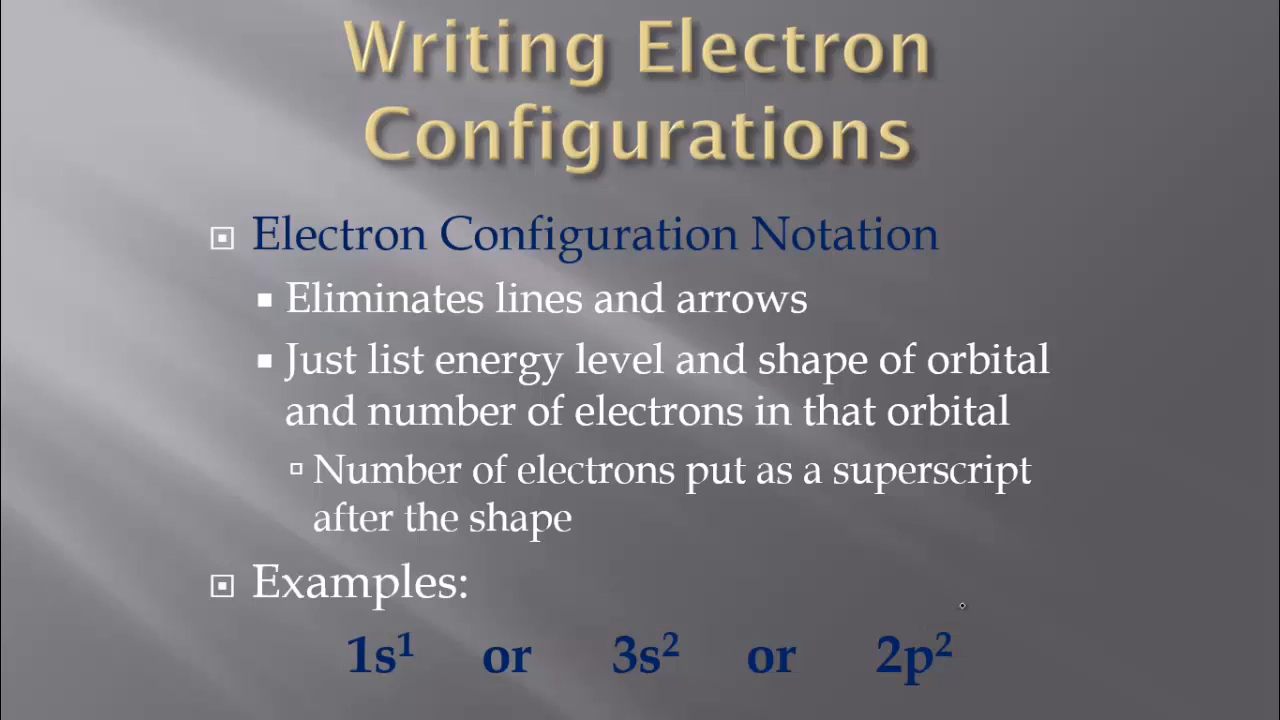 Writing Electron
Configurations
Electron Configuration Notation
Eliminates lines and arrows
Just list energy level and shape of orbital
and number of electrons in that orbital
Number of electrons put as a superscript
after the shape
Examples:
1s¹ or 3s² or 2p²